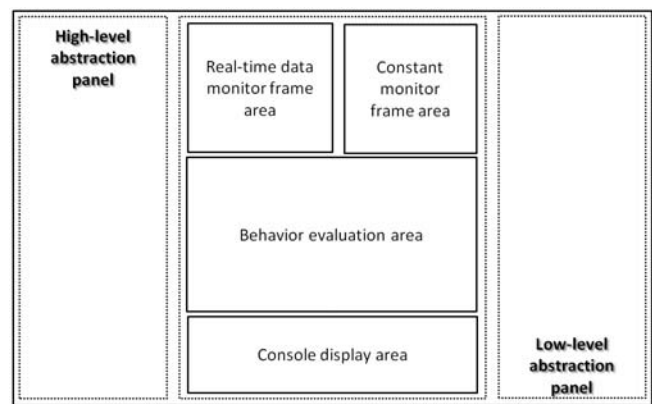 High-level
abstraction
panel
Real-time data
monitor frame
area
Constant
monitor
frame area
Behavior evaluation area
Console display area
Low-level
abstraction
panel